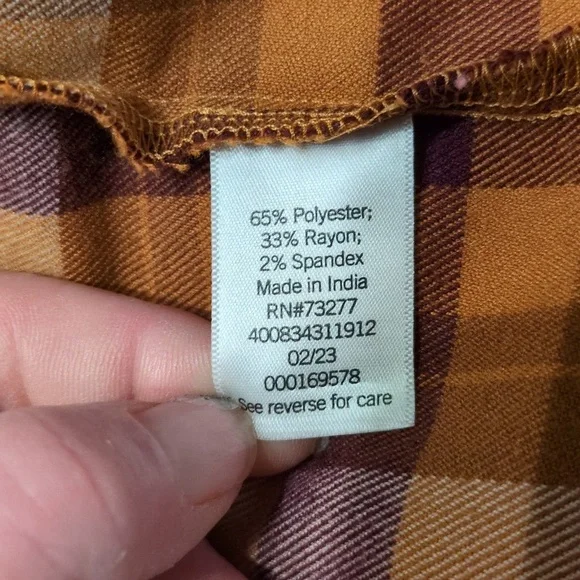 65% Polyester;
33% Rayon;
2% Spandex
Made in India
RN#73277
400834311912
02/23
000169578
See reverse for care